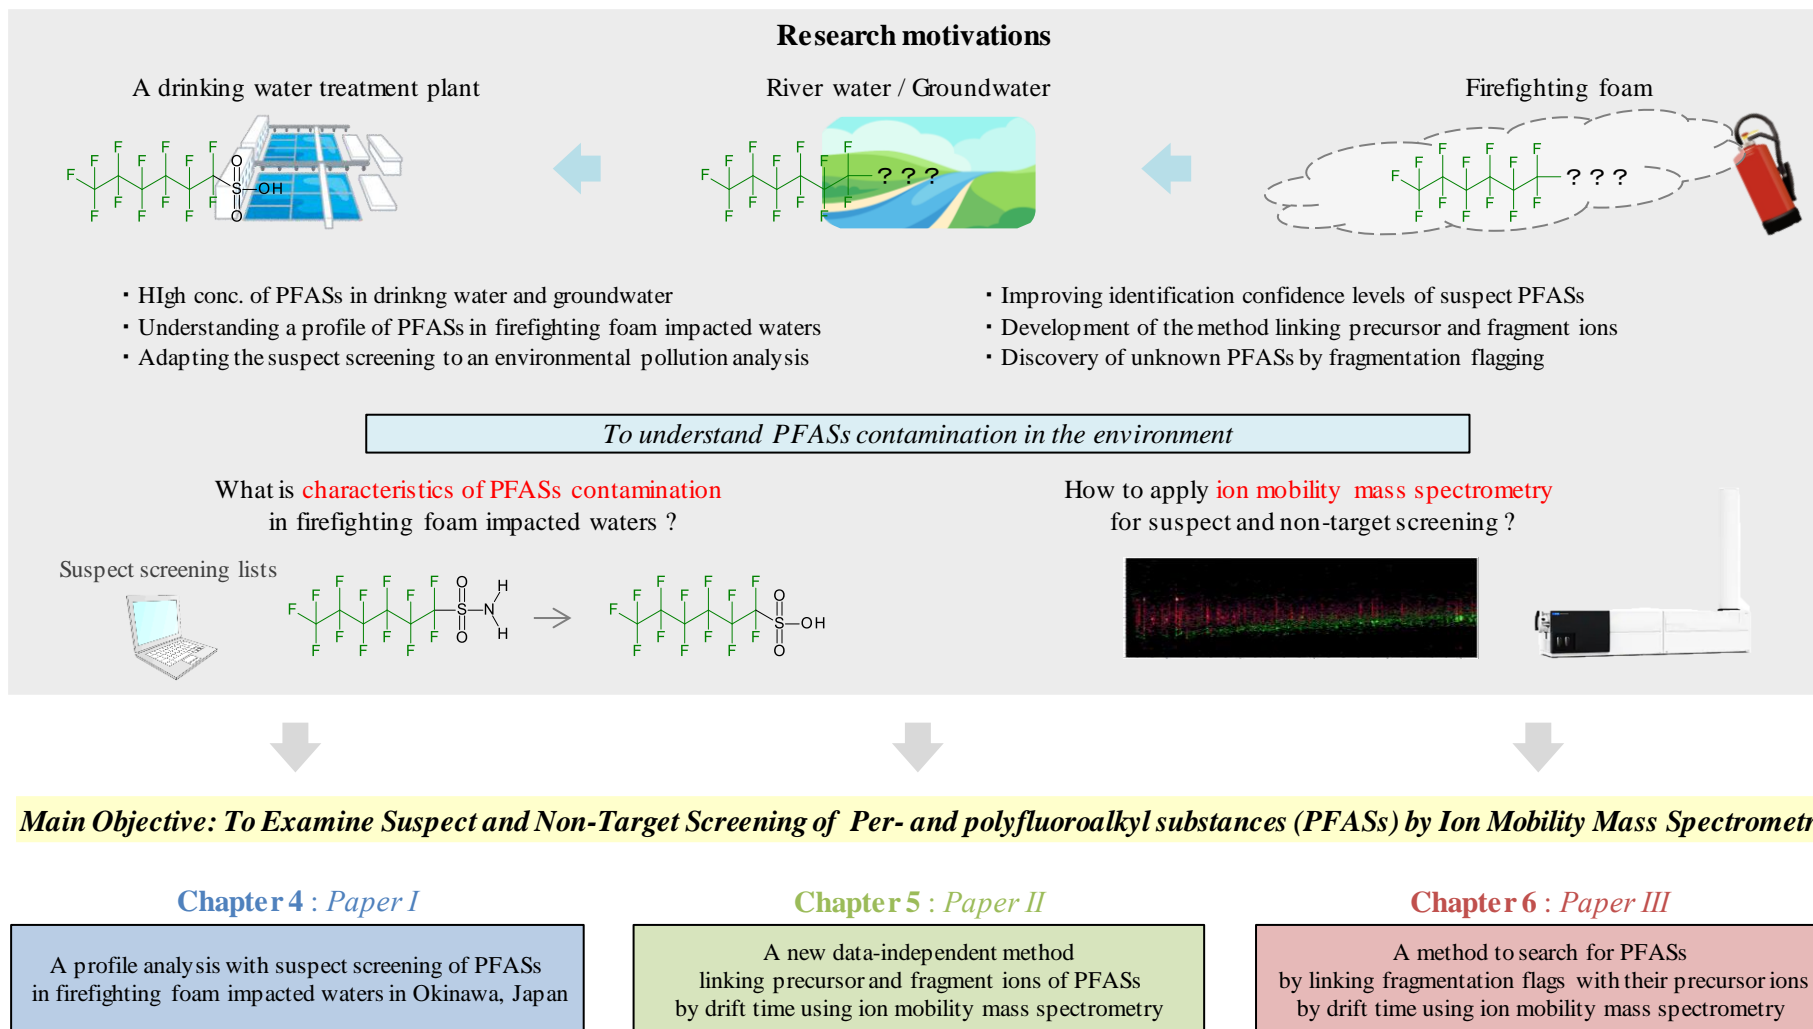 Research motivations
A drinking water treatment plant
River water / Groundwater
Firefighting foam
F F F F F F F F F F F F F S O O OH
F F F F F F F F F F F F F ? ? ?
F F F F F F F F F F F F F ? ? ?
・HIgh conc. of PFASs in drinkng water and groundwater
・Understanding a profile of PFASs in firefighting foam impacted waters
・Adapting the suspect screening to an environmental pollution analysis
・Improving identification confidence levels of suspect PFASs
・Development of the method linking precursor and fragment ions
・Discovery of unknown PFASs by fragmentation flagging
To understand PFASs contamination in the environment
What is characteristics of PFASs contamination
in firefighting foam impacted waters ?
How to apply ion mobility mass spectrometry
for suspect and non-target screening ?
Suspect screening lists
F F F F F F F F F F F F F S O O N H H
F F F F F F F F F F F F F S O O OH
Main Objective: To Examine Suspect and Non-Target Screening of Per- and polyfluoroalkyl substances (PFASs) by Ion Mobility Mass Spectrometr
Chapter 4 : Paper I
A profile analysis with suspect screening of PFASs
in firefighting foam impacted waters in Okinawa, Japan
Chapter 5 : Paper II
A new data-independent method
linking precursor and fragment ions of PFASs
by drift time using ion mobility mass spectrometry
Chapter 6 : Paper III
A method to search for PFASs
by linking fragmentation flags with their precursor ions
by drift time using ion mobility mass spectrometry